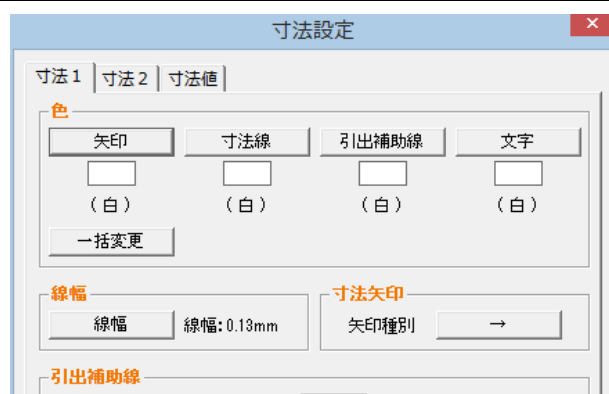 寸法設定
寸法1 寸法2 寸法値
色
矢印 寸法線 引出補助線 文字
(白) (白) (白) (白)
一括変更
線幅 寸法矢印
線幅 線幅:0.13mm 矢印種別 →
引出補助線